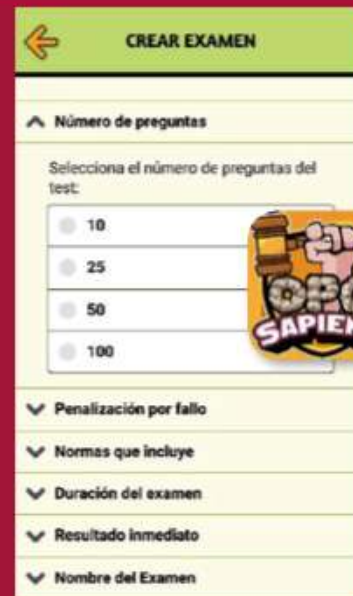 CREAR EXAMEN
Número de preguntas
Selecciona el número de preguntas del
test:
10
25
50
100
Penalización por fallo
Normas que incluye
Duración del examen
Resultado inmediato
Nombre del Examen